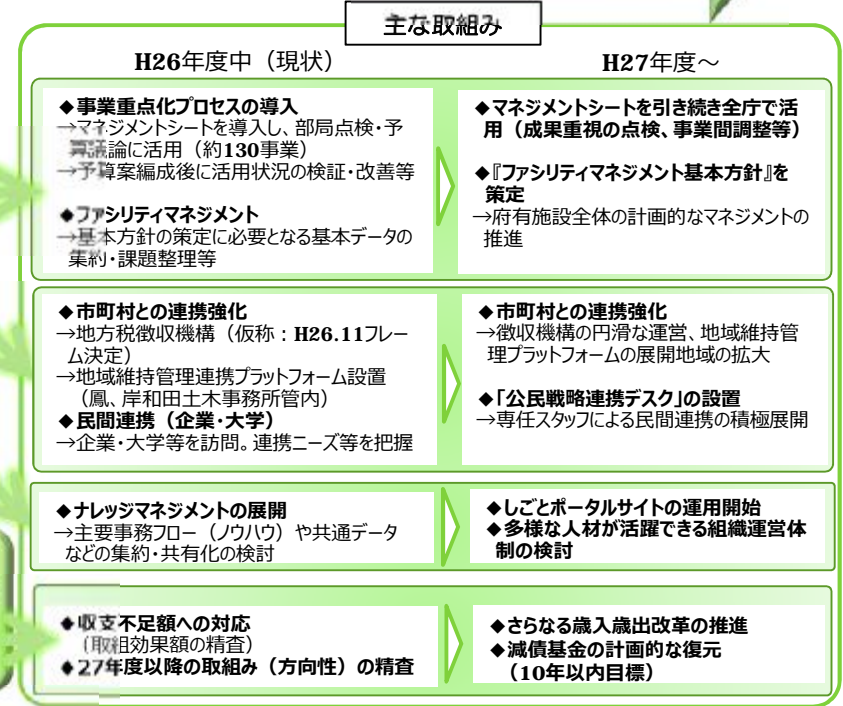 主な取組み
H26年度中（現状）
H27年度～
◆事業重点化プロセスの導入
→マネジメントシートを導入し、部局点検・予
算議論に活用（約130事業）
→予算案編成後に活用状況の検証・改善等
◆ファシリティマネジメント
→基本方針の策定に必要となる基本データの
集約・課題整理等
◆マネジメントシートを引き続き全庁で活
用（成果重視の点検、事業間調整等）
◆『ファシリティマネジメント基本方針』を
策定
→府有施設全体の計画的なマネジメントの
推進
◆市町村との連携強化
→地方税徴収機構（仮称：H26.11フレー
ム決定）
→地域維持管理連携プラットフォーム設置
（鳳、岸和田土木事務所管内）
◆民間連携（企業・大学）
→企業・大学等を訪問。連携ニーズ等を把握
◆市町村との連携強化
→徴収機構の円滑な運営、地域維持管
理プラットフォームの展開地域の拡大
◆「公民戦略連携デスク」の設置
→専任スタッフによる民間連携の積極展開
◆ナレッジマネジメントの展開
→主要事務フロー（ノウハウ）や共通データ
などの集約・共有化の検討
◆しごとポータルサイトの運用開始
◆多様な人材が活躍できる組織運営体
制の検討
◆収支不足額への対応
（取組効果額の精査）
◆27年度以降の取組み（方向性）の精査
◆さらなる歳入歳出改革の推進
◆減債基金の計画的な復元
（10年以内目標）